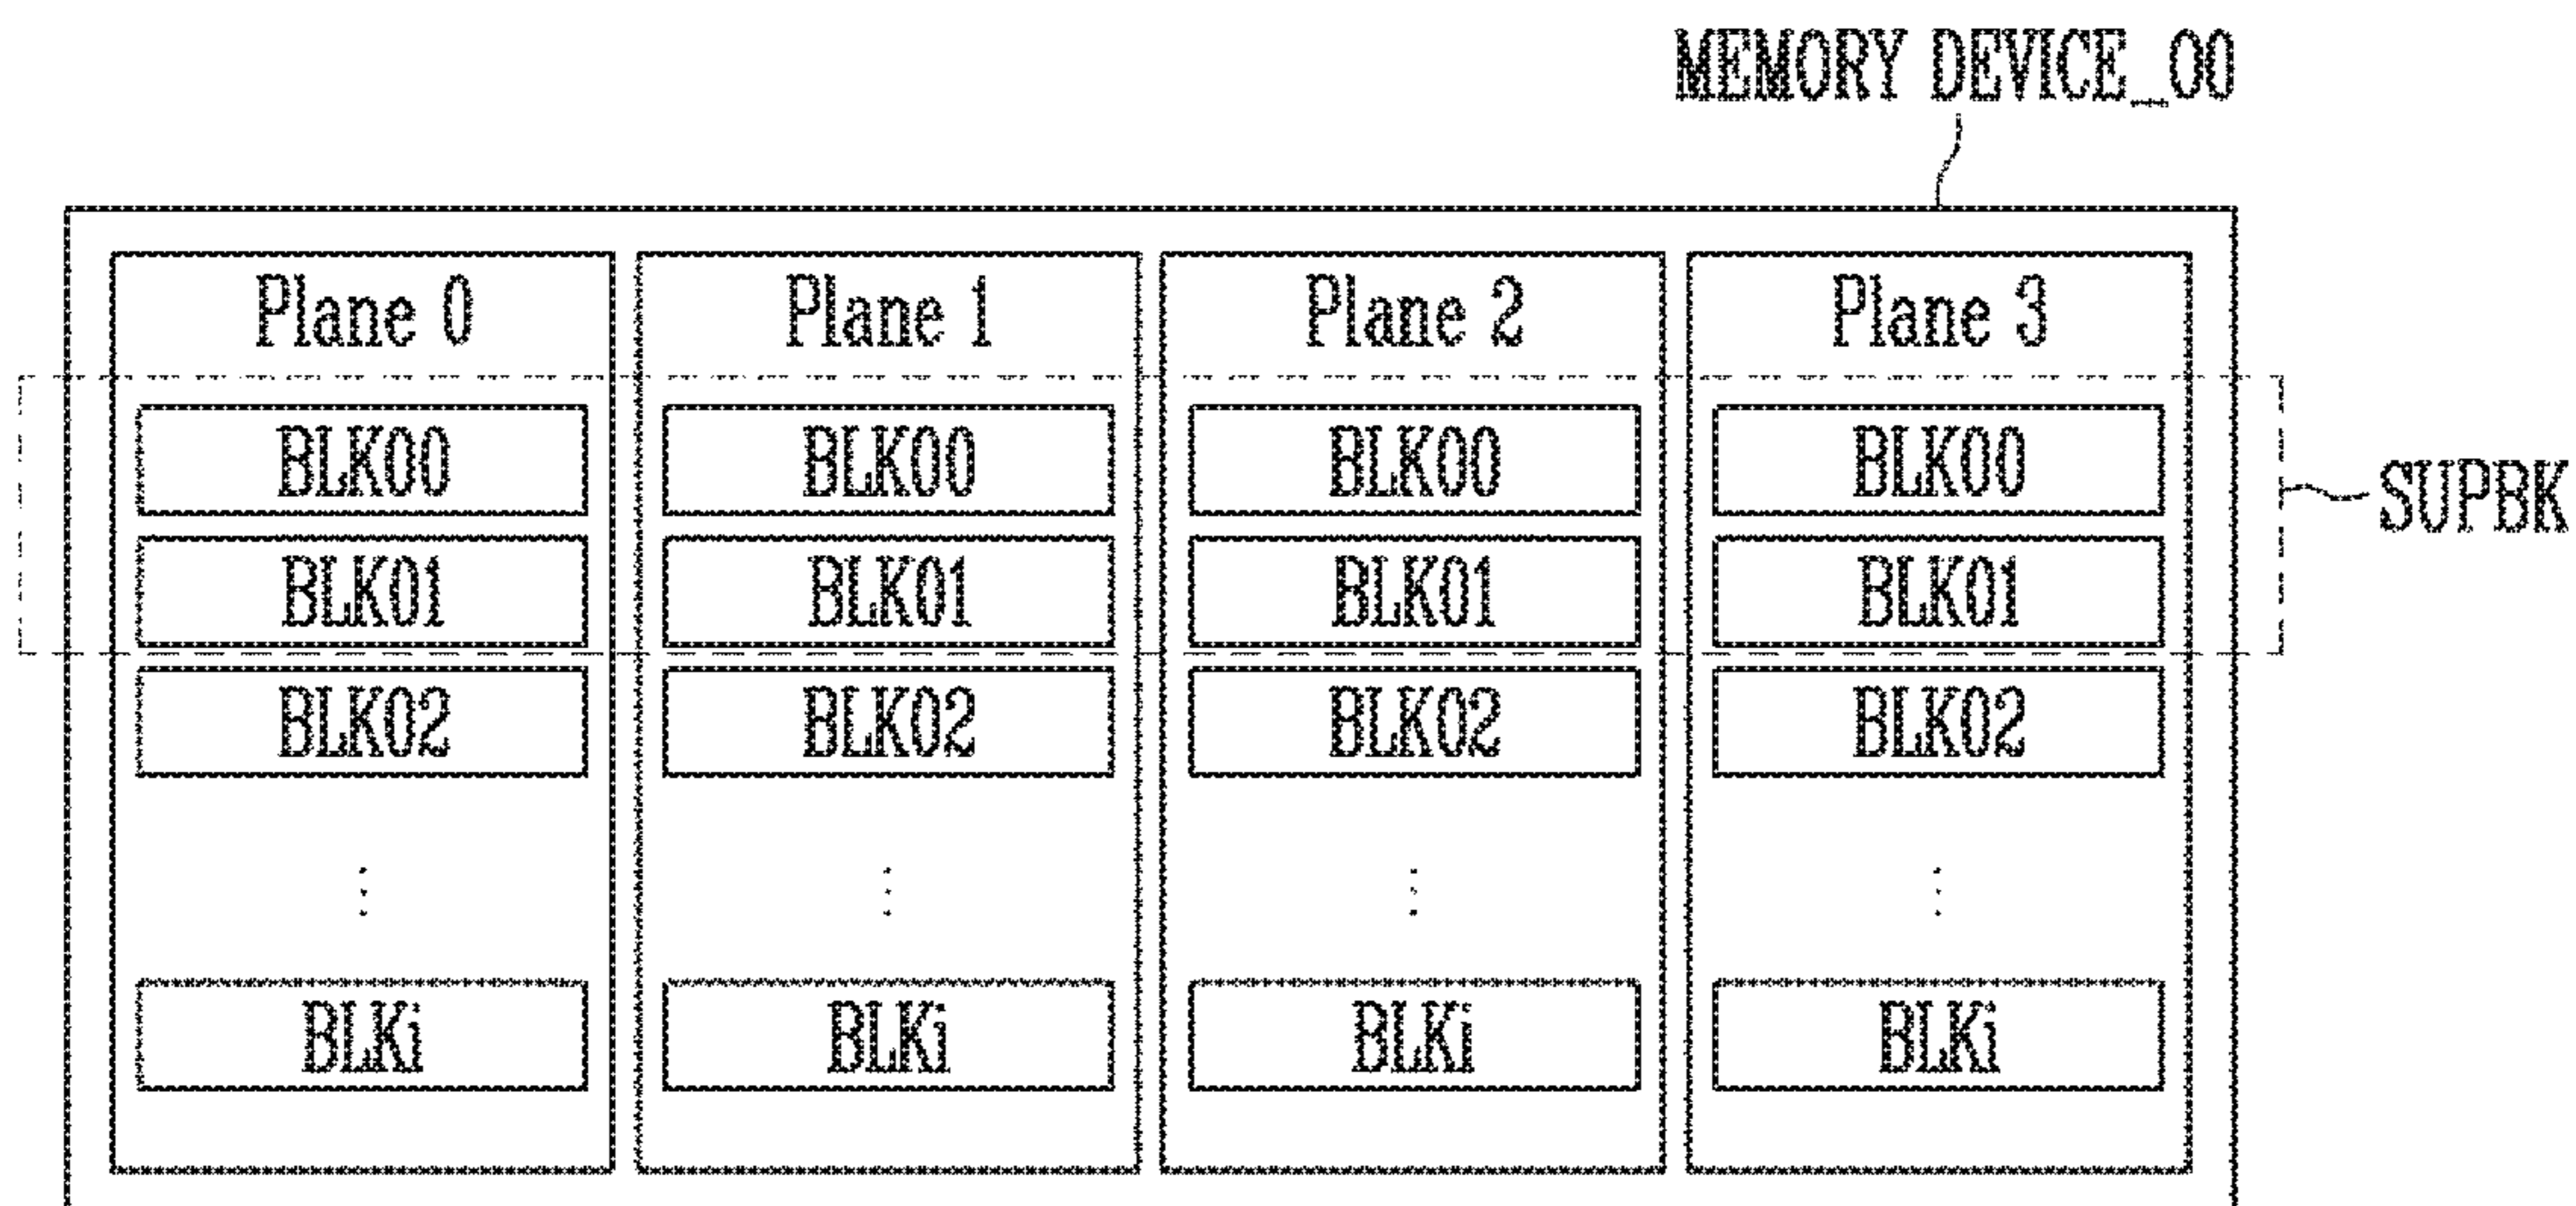 MEMORY DEVICE_00
Plane 0 Plane 1 Plane 2 Plane 3
BLK00 BLK00 BLK00 BLK00
SUPBK
BLK01 BLK01 BLK01 BLK01
BLK02 BLK02 BLK02 BLK02
BLKi BLKi BLKi BLKi